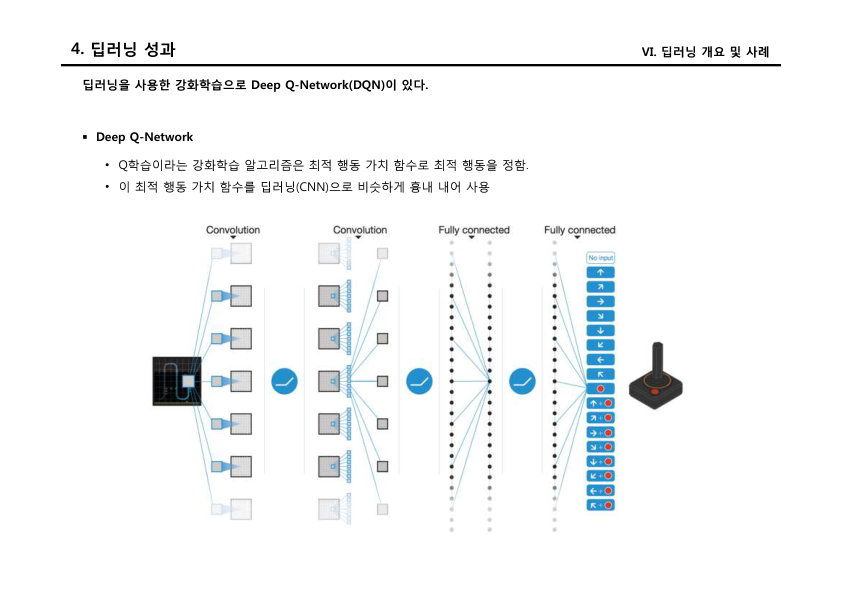 4. 딥러닝 성과
VI. 딥러닝 개요 및 사례
딥러닝을 사용한 강화학습으로 Deep Q-Network(DQN)이 있다.
▪ Deep Q-Network
• Q학습이라는 강화학습 알고리즘은 최적 행동 가치 함수로 최적 행동을 정함.
• 이 최적 행동 가치 함수를 딥러닝(CNN)으로 비슷하게 흉내 내어 사용
Convolution Convolution Fully connected Fully connected
No input